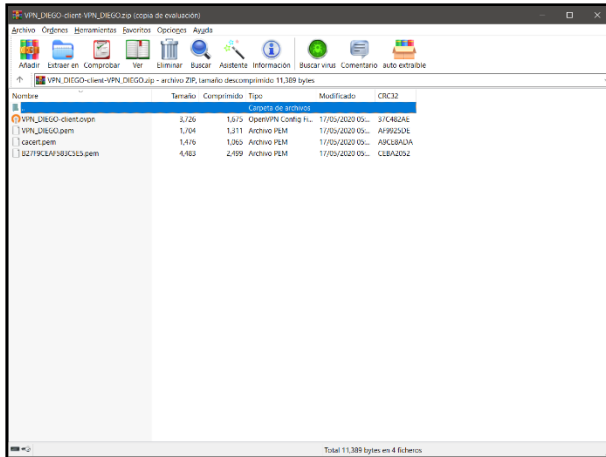 VPN_DIEGO-client-VPN_DIEGO.zip (copia de evaluación)
Archivo Órdenes Herramientas Favoritos Opciones Ayuda
Añadir Extraer en Comprobar Ver Eliminar Buscar Asistente Información Buscar virus Comentario auto extraible
VPN_DIEGO-client-VPN_DIEGO.zip - archivo ZIP, tamaño descomprimido 11,389 bytes
Nombre Tamaño Comprimido Tipo Modificado CRC32
.. Carpeta de archivos
VPN_DIEGO-client.ovpn 3,726 1,675 OpenVPN Config Fi... 17/05/2020 05:... 37C482AE
VPN_DIEGO.pem 1,704 1,311 Archivo PEM 17/05/2020 05:... AF9925DE
cacert.pem 1,476 1,065 Archivo PEM 17/05/2020 05:... A9CE8ADA
B27F9CEAF5B3C5E5.pem 4,483 2,499 Archivo PEM 17/05/2020 05:... CEBA2052
Total 11,389 bytes en 4 ficheros